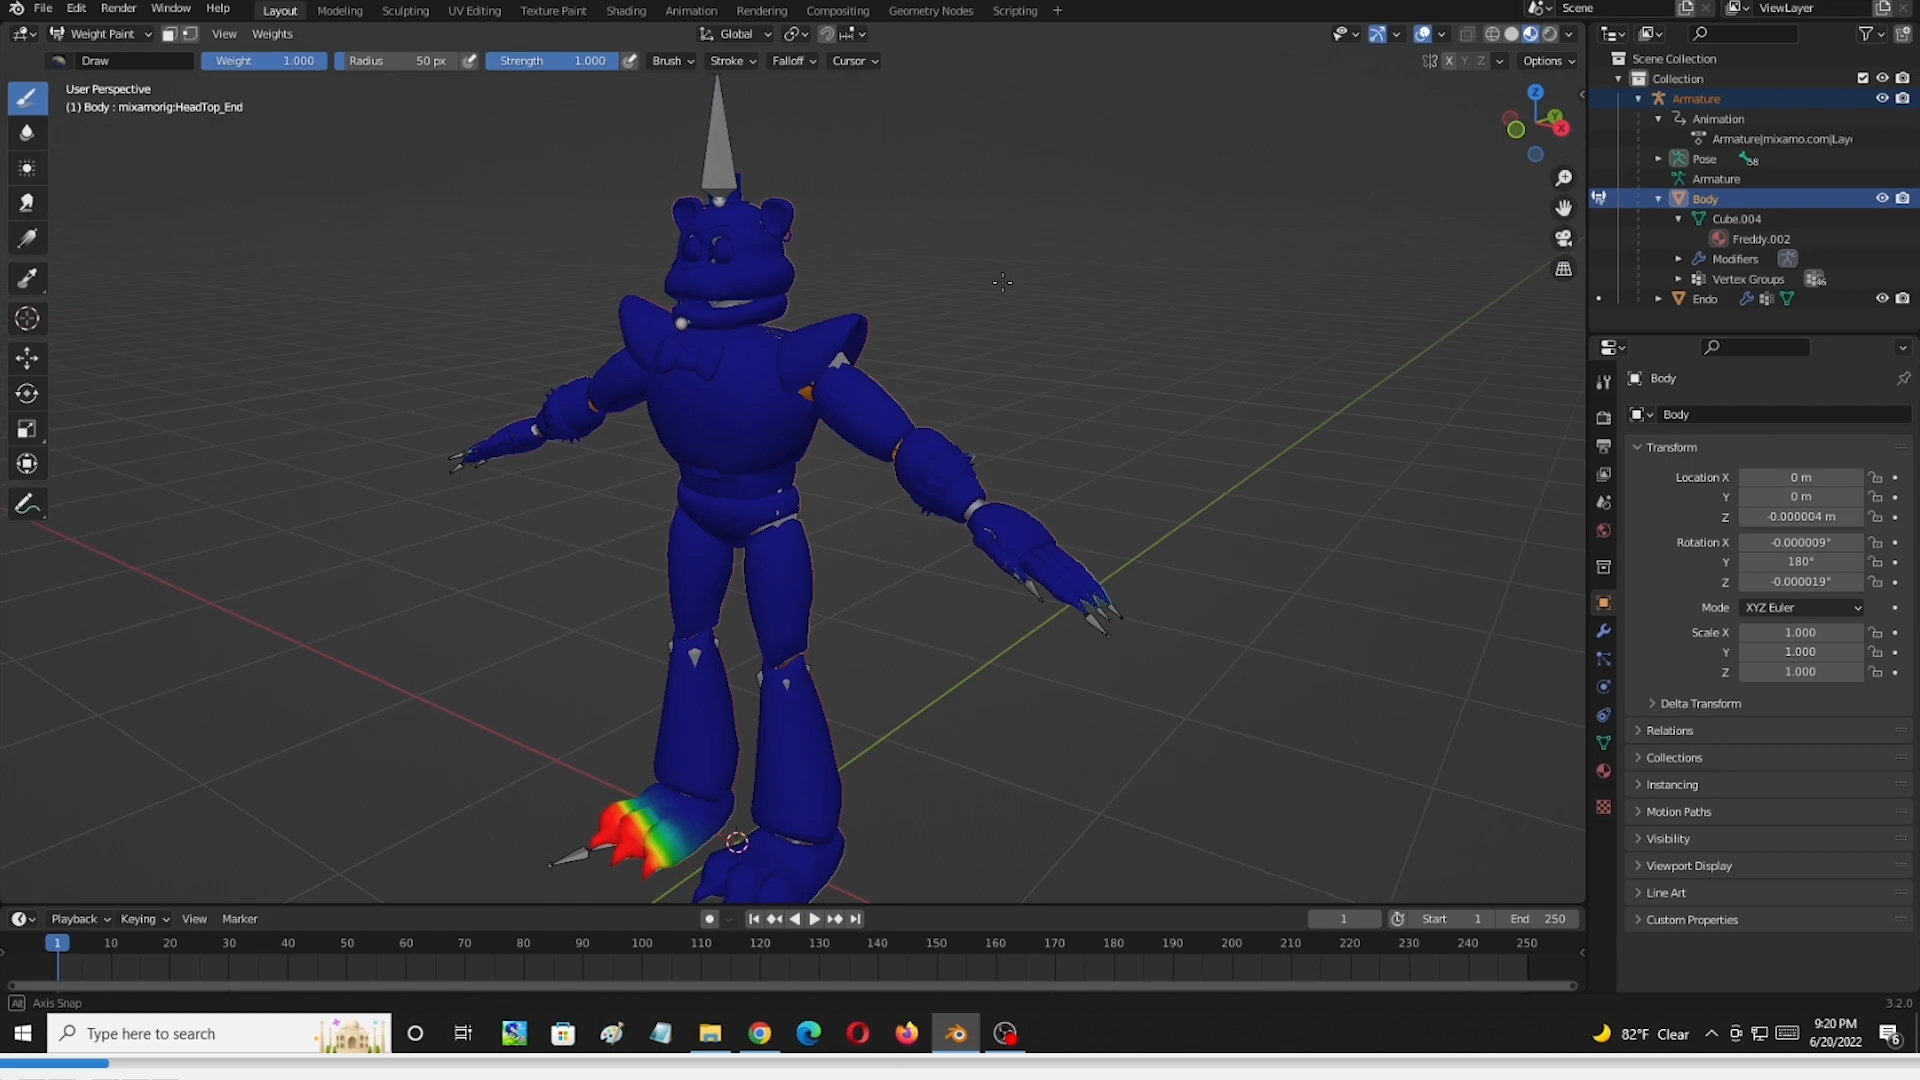 File Edit Render Window Help Layout Modeling Sculpting UV Editing Texture Paint Shading Animation Rendering Compositing Geometry Nodes Scripting + Scene ViewLayer
Weight Paint View Weights Global
Draw Weight 1.000 Radius 50 px Strength 1.000 Brush Stroke Falloff Cursor X Y Z Options
User Perspective
(1) Body : mixamorig:HeadTop_End
Z
Y
X
Scene Collection
Collection
Armature
Animation
Armature|mixamo.com|Lay
Pose 58
Armature
Body
Cube.004
Freddy.002
Modifiers
Vertex Groups 46
Endo
Body
Body
Transform
Location X 0 m
Y 0 m
Z -0.000004 m
Rotation X -0.000009°
Y 180°
Z -0.000019°
Mode XYZ Euler
Scale X 1.000
Y 1.000
Z 1.000
Delta Transform
Relations
Collections
Instancing
Motion Paths
Visibility
Viewport Display
Line Art
Custom Properties
Playback Keying View Marker 1 Start 1 End 250
1 10 20 30 40 50 60 70 80 90 100 110 120 130 140 150 160 170 180 190 200 210 220 230 240 250
Alt Axis Snap 3.2.0
Type here to search 82°F Clear 9:20 PM
6/20/2022
6